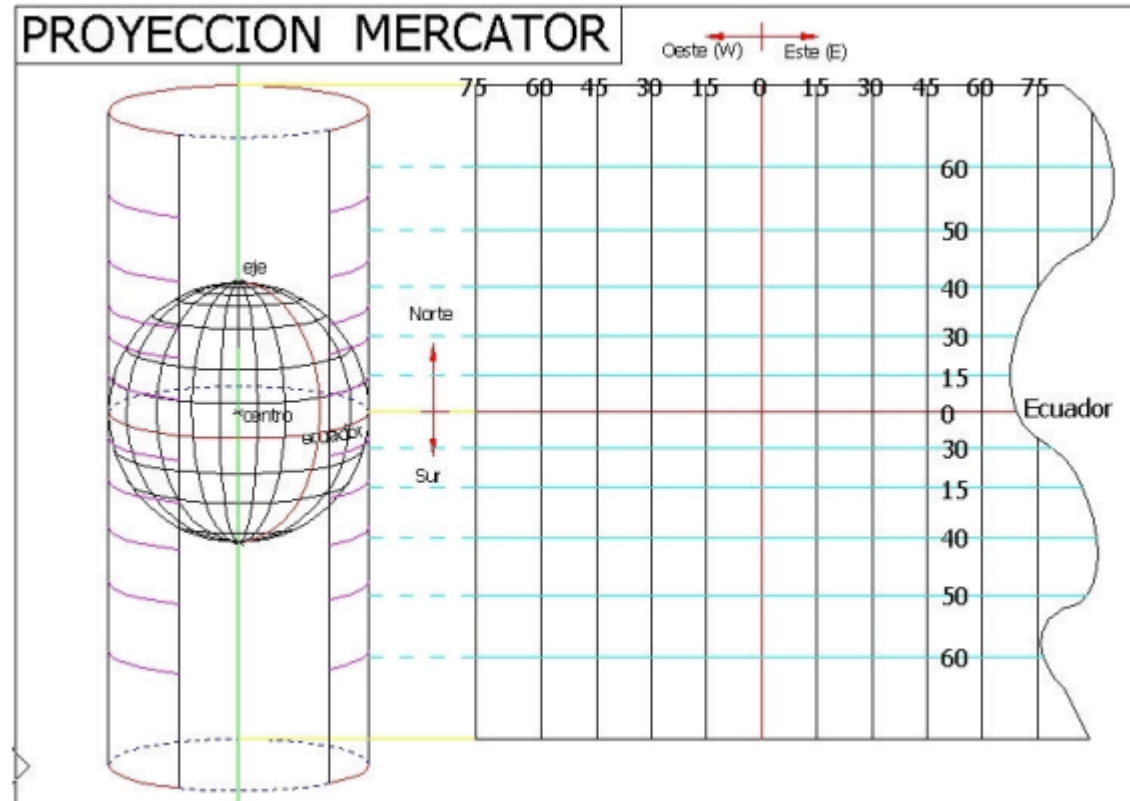 PROYECCION MERCATOR
Oeste (W) Este (E)
75 60 45 30 15 0 15 30 45 60 75
60
50
eje
40
Norte
30
15
centro
0 Ecuador
ecuador
30
Sur
15
40
50
60